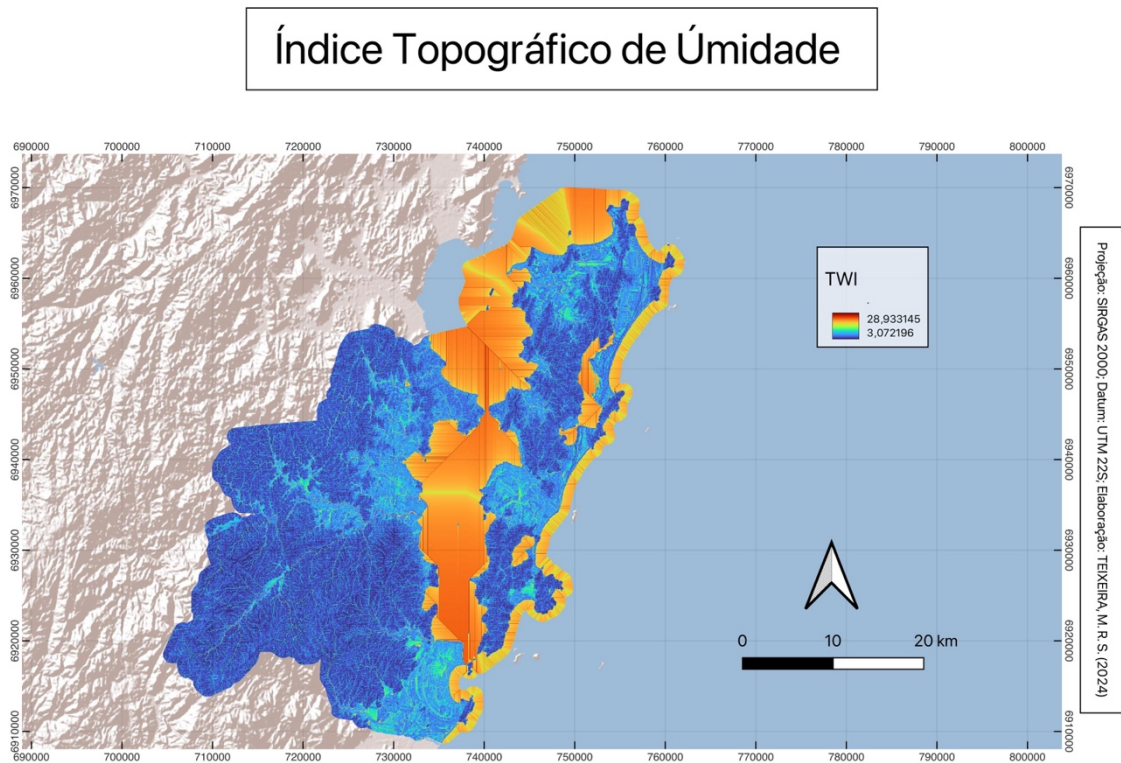 Índice Topográfico de Úmidade
690000 700000 710000 720000 730000 740000 750000 760000 770000 780000 790000 800000
6970000 6970000
6960000 6960000
6950000 6950000
6940000 6940000
6930000 6930000
6920000 6920000
6910000 6910000
TWI
28,933145
3,072196
0 10 20 km
690000 700000 710000 720000 730000 740000 750000 760000 770000 780000 790000 800000
Projeção: SIRGAS 2000; Datum: UTM 22S; Elaboração: TEIXEIRA, M. R. S. (2024)